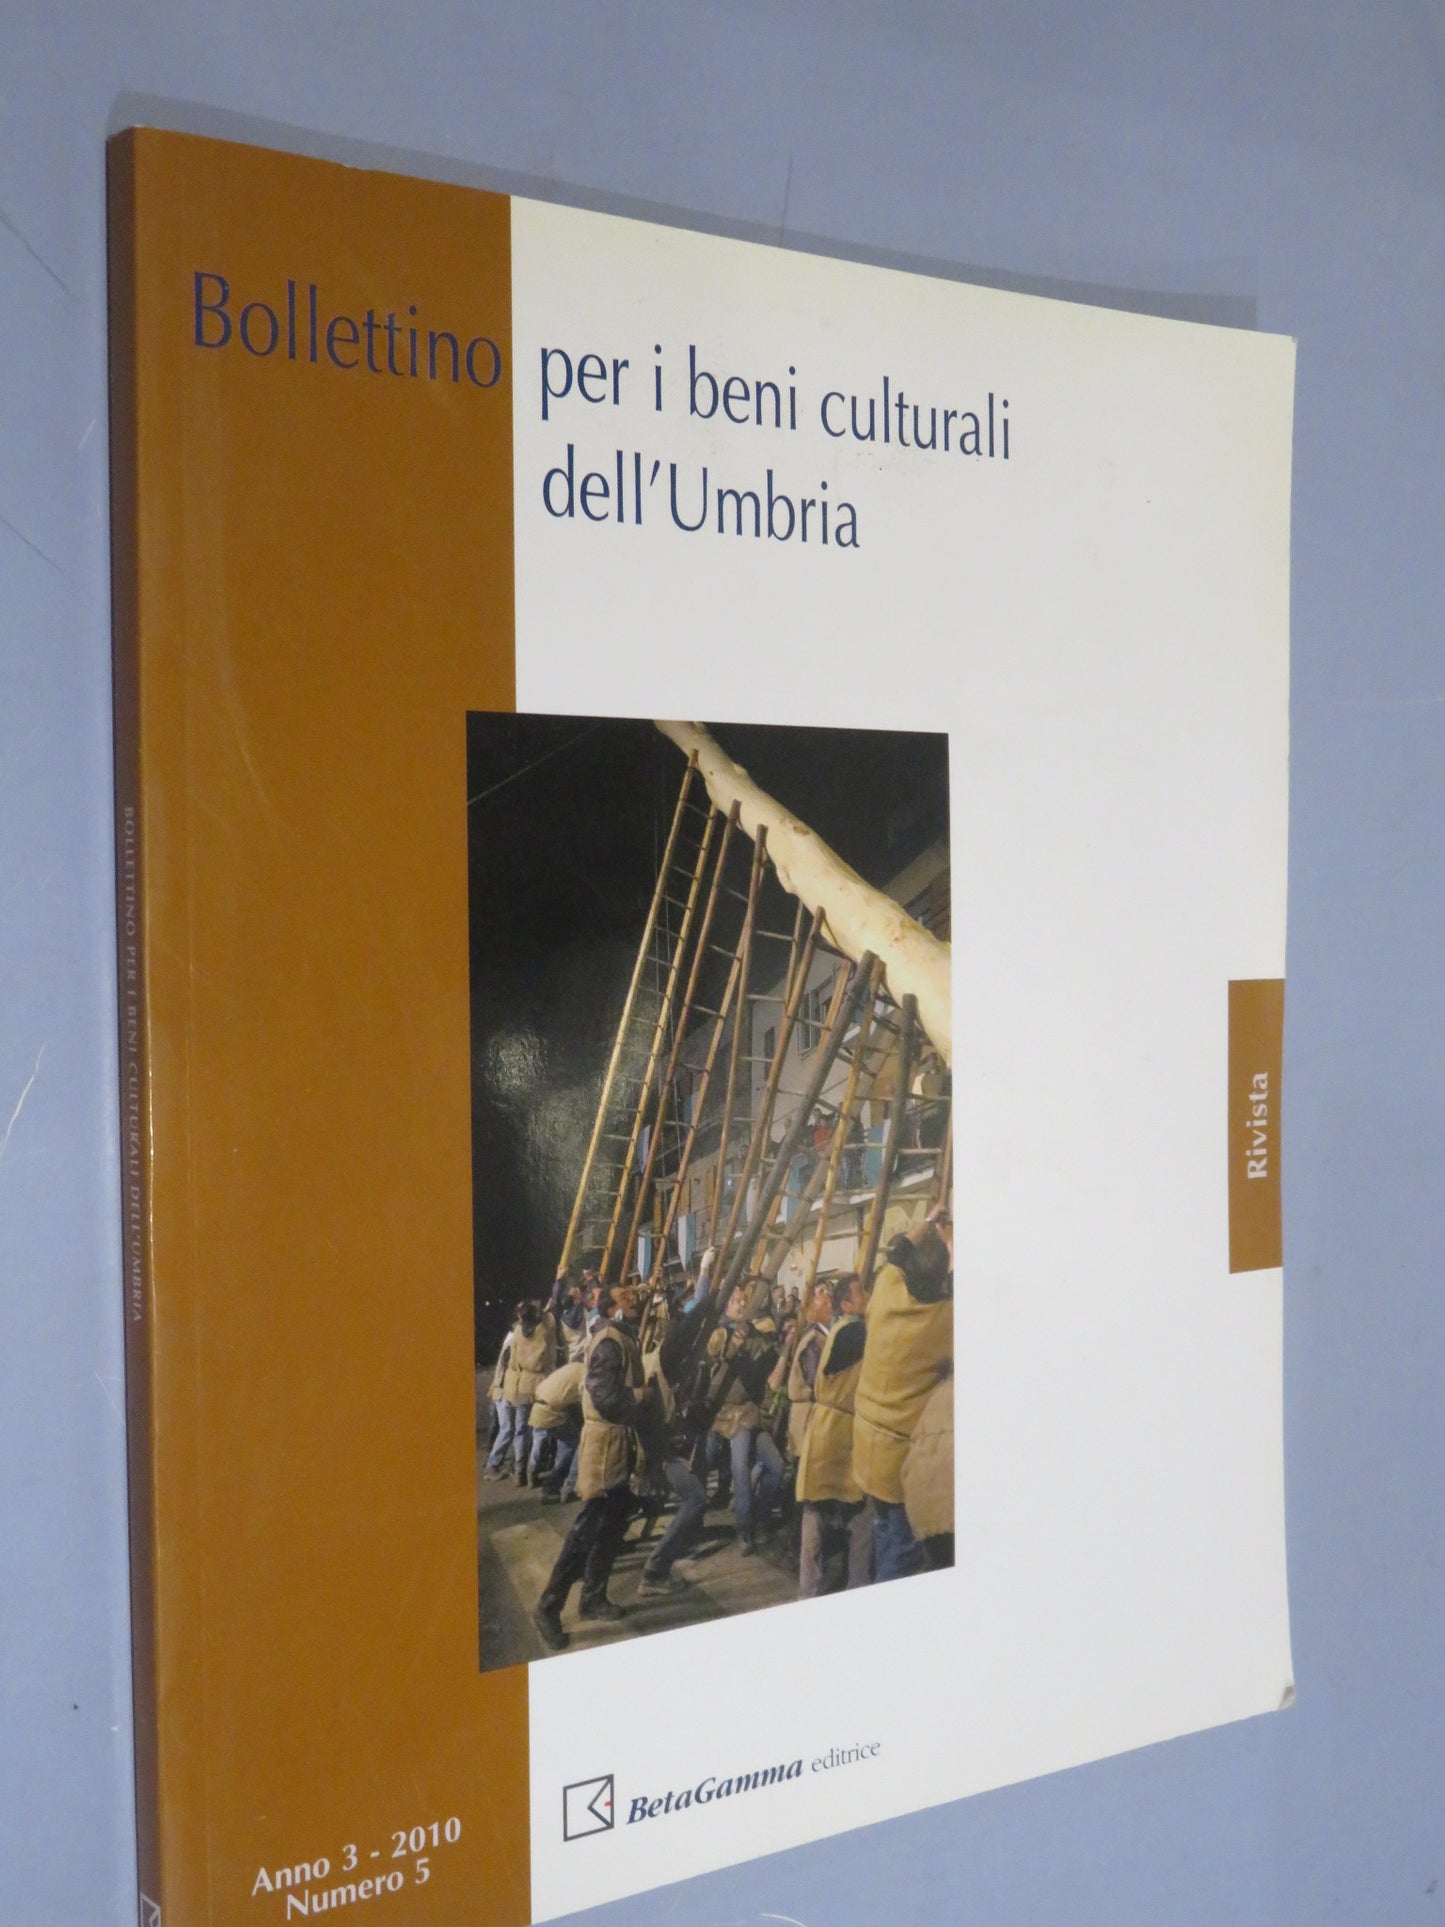 Bollettino per i beni culturali
dell'Umbria
Rivista
BetaGamma editrice
Anno 3 - 2010
Numero 5
BOLLETTINO PER I BENI CULTURALI DELL'UMBRIA